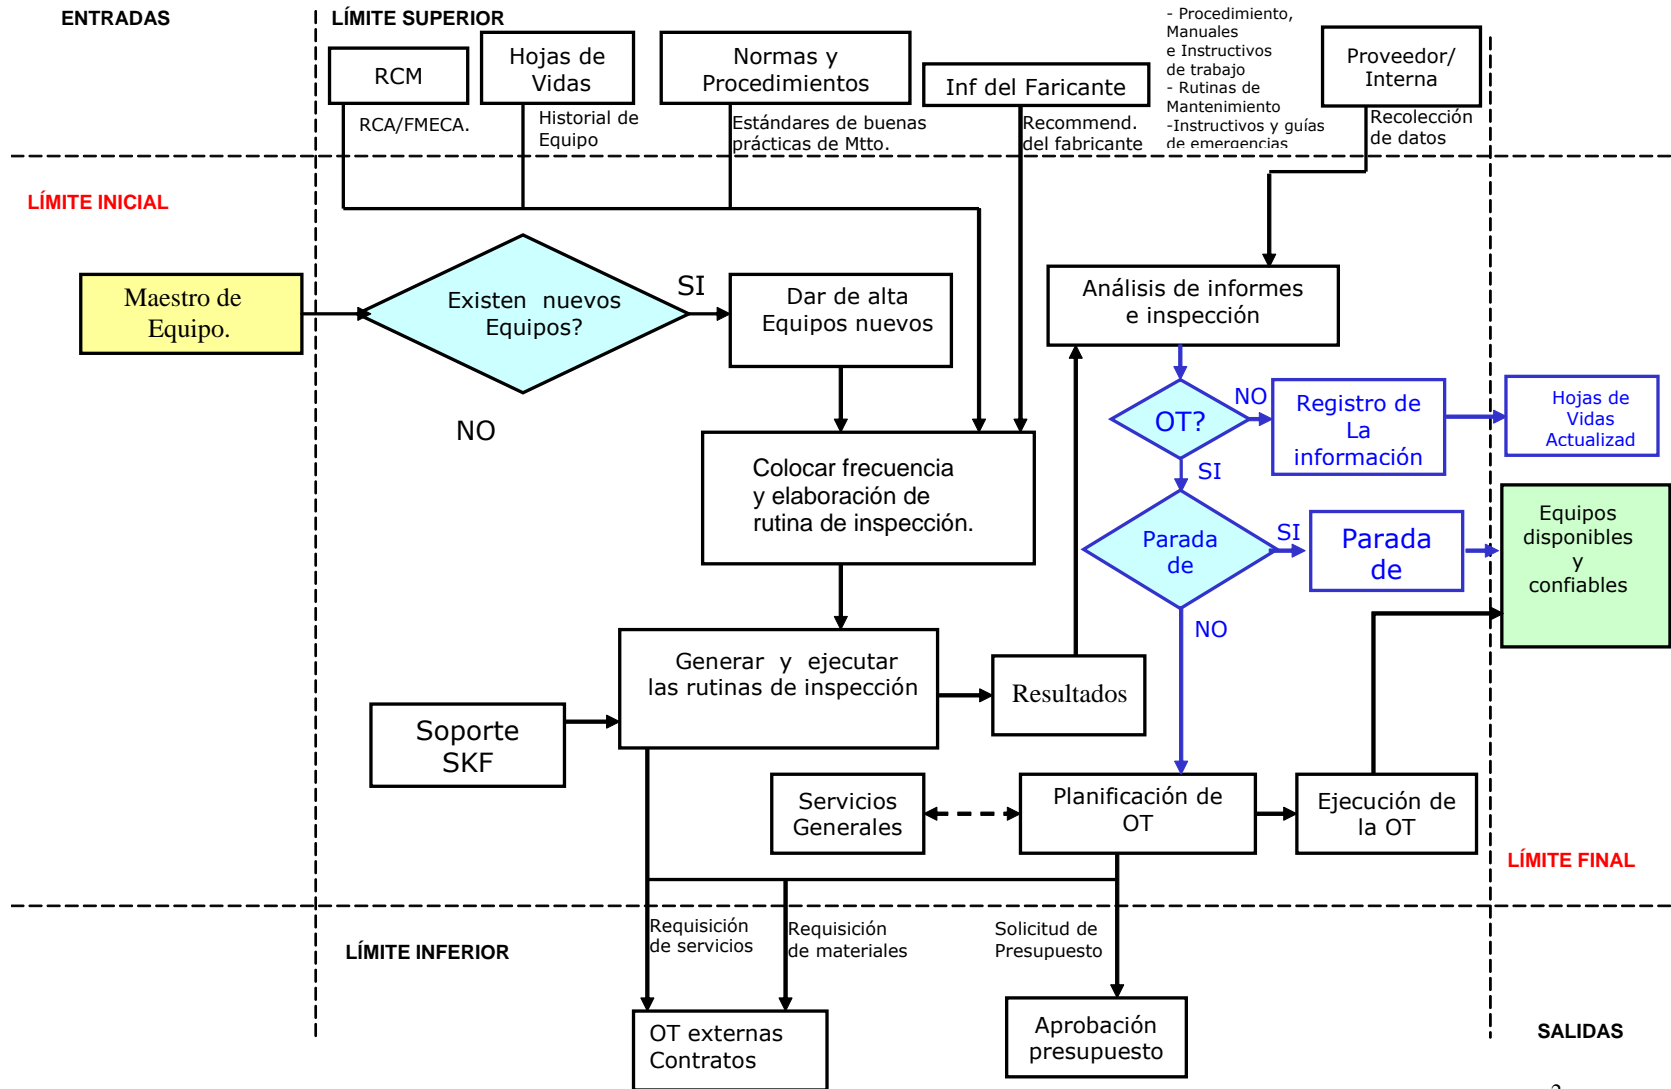 ENTRADAS
LÍMITE SUPERIOR
RCM
Hojas de
Vidas
Normas y
Procedimientos
Inf del Faricante
- Procedimiento,
Manuales
e Instructivos
de trabajo
- Rutinas de
Mantenimiento
-Instructivos y guías
de emergencias
Proveedor/
Interna
RCA/FMECA.
Historial de
Equipo
Estándares de buenas
prácticas de Mtto.
Recommend.
del fabricante
Recolección
de datos
LÍMITE INICIAL
Maestro de
Equipo.
Existen nuevos
Equipos?
SI
NO
Dar de alta
Equipos nuevos
Análisis de informes
e inspección
OT?
NO
SI
Registro de
La
información
Hojas de
Vidas
Actualizad
Colocar frecuencia
y elaboración de
rutina de inspección.
Parada
de
SI
NO
Parada
de
Equipos
disponibles
y
confiables
Generar y ejecutar
las rutinas de inspección
Resultados
Soporte
SKF
Servicios
Generales
Planificación de
OT
Ejecución de
la OT
LÍMITE FINAL
LÍMITE INFERIOR
Requisición
de servicios
Requisición
de materiales
Solicitud de
Presupuesto
OT externas
Contratos
Aprobación
presupuesto
SALIDAS